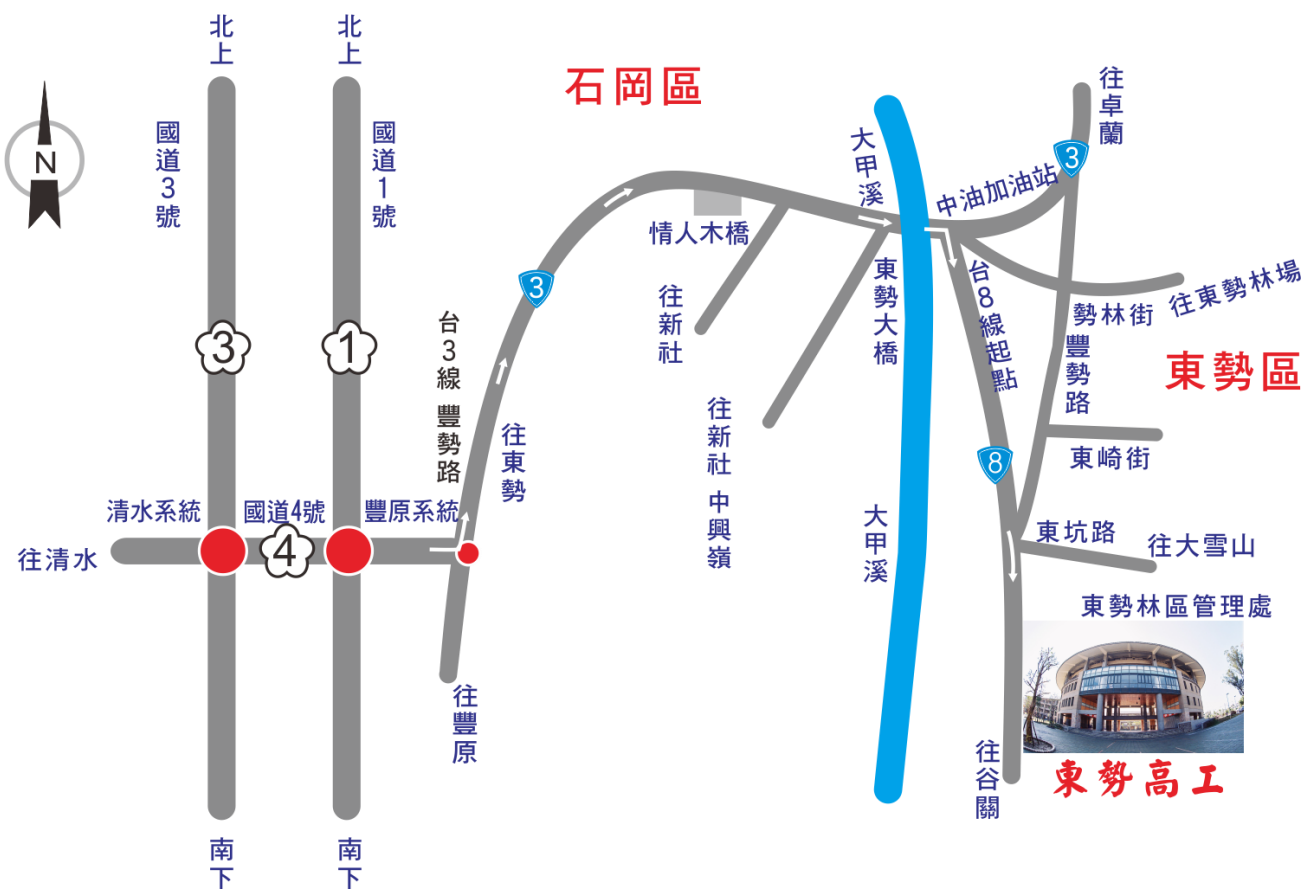 北上
北上
石岡區
往卓蘭
N
國道3號
國道1號
大甲溪
3
中油加油站
情人木橋
3
往新社
東勢大橋
台8線起點
往東勢林場
勢林街
台3線 豐勢路
3
1
豐勢路
東勢區
往新社 中興嶺
往東勢
8
東崎街
清水系統
國道4號
豐原系統
大甲溪
東坑路
往大雪山
往清水
4
東勢林區管理處
往豐原
往谷關
東勢高工
南下
南下